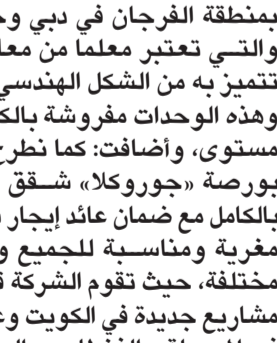 بمنطقة الفرجان في دبي و
والتي تعتبر معلما من
تتميز به من الشكل الهندسي
وهذه الوحدات مفروشة
مستوى، وأضافت: كما نطرح
بورصة «جوروكلا» شقق
بالكامل مع ضمان عائد إيجار
مغرية ومناسبة للجميع و
مختلفة، حيث تقوم الشركة
مشاريع جديدة في الكويت